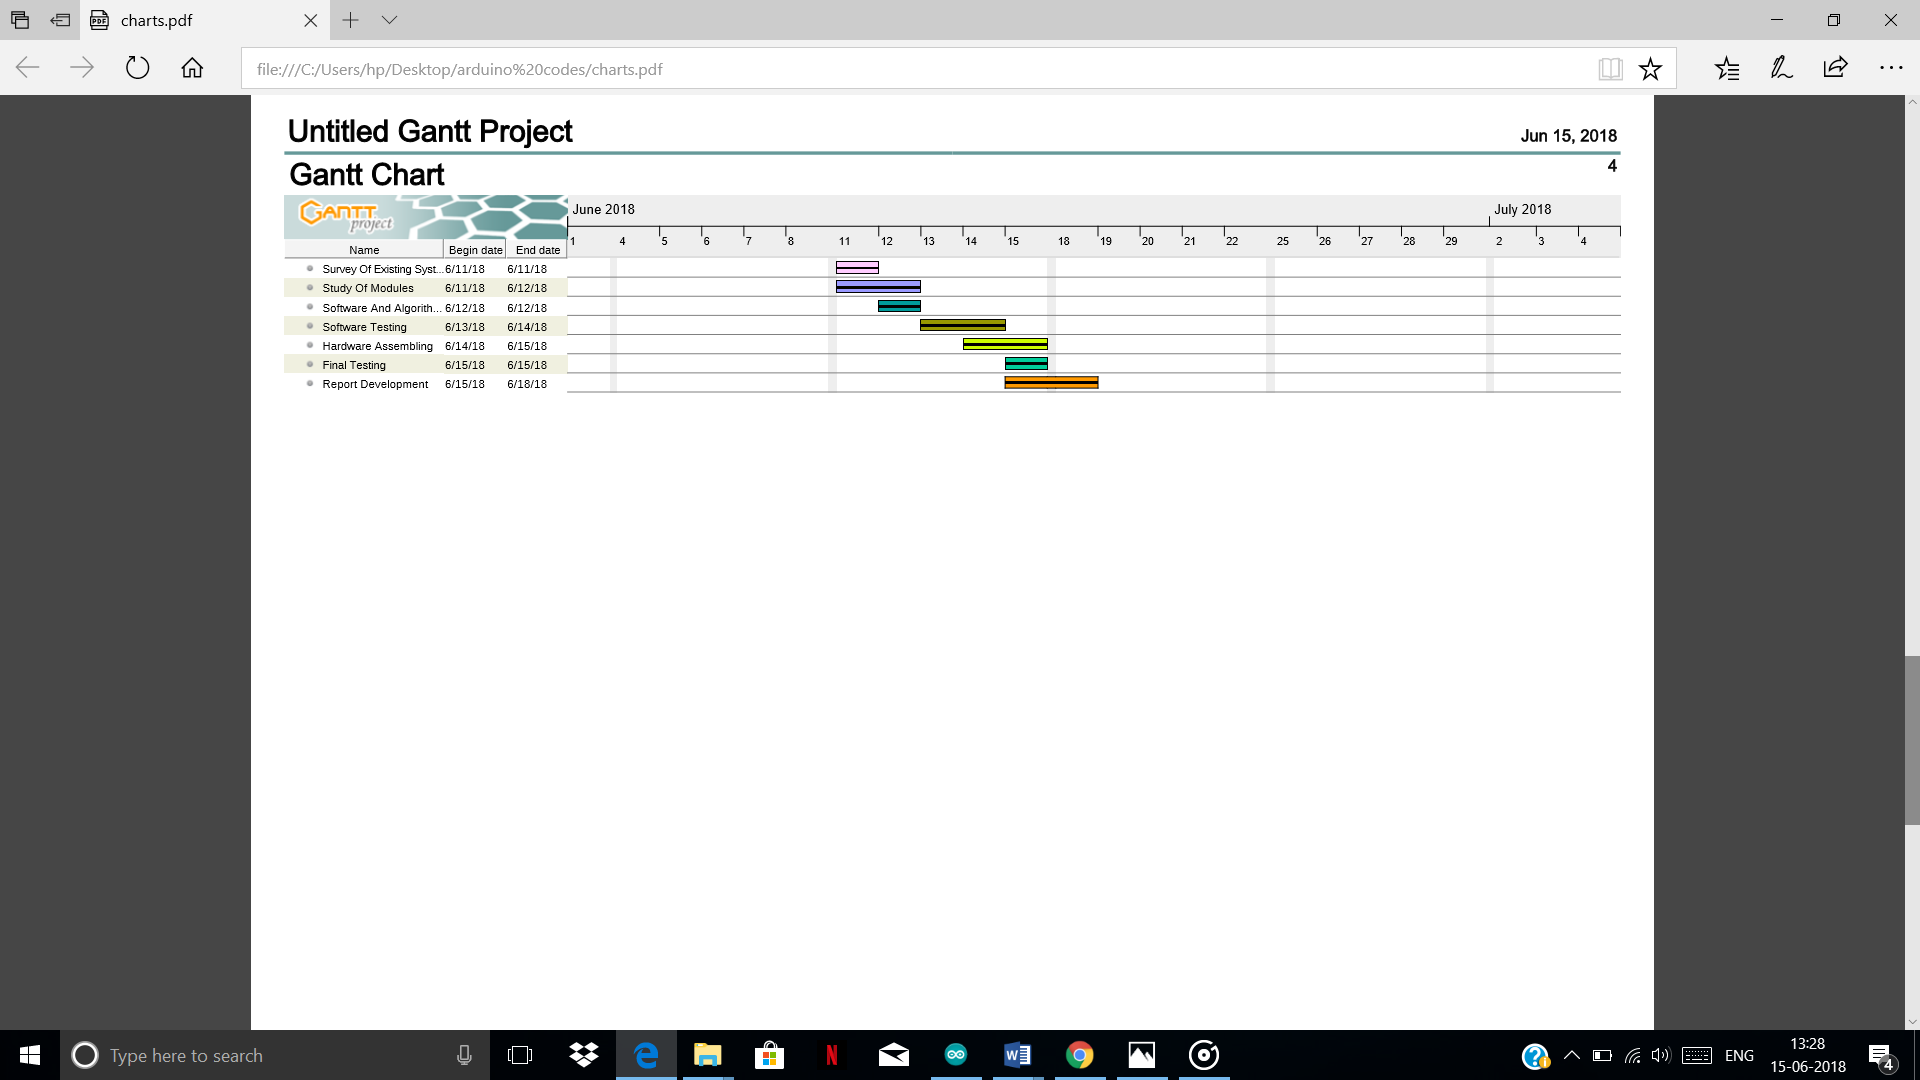 charts.pdf
file:///C:/Users/hp/Desktop/arduino%20codes/charts.pdf
Untitled Gantt Project
Jun 15, 2018
Gantt Chart
4
GANTT project
June 2018 July 2018
1 4 5 6 7 8 11 12 13 14 15 18 19 20 21 22 25 26 27 28 29 2 3 4
Name Begin date End date
Survey Of Existing Syst... 6/11/18 6/11/18
Study Of Modules 6/11/18 6/12/18
Software And Algorith... 6/12/18 6/12/18
Software Testing 6/13/18 6/14/18
Hardware Assembling 6/14/18 6/15/18
Final Testing 6/15/18 6/15/18
Report Development 6/15/18 6/18/18
Type here to search
ENG
13:28
15-06-2018
4